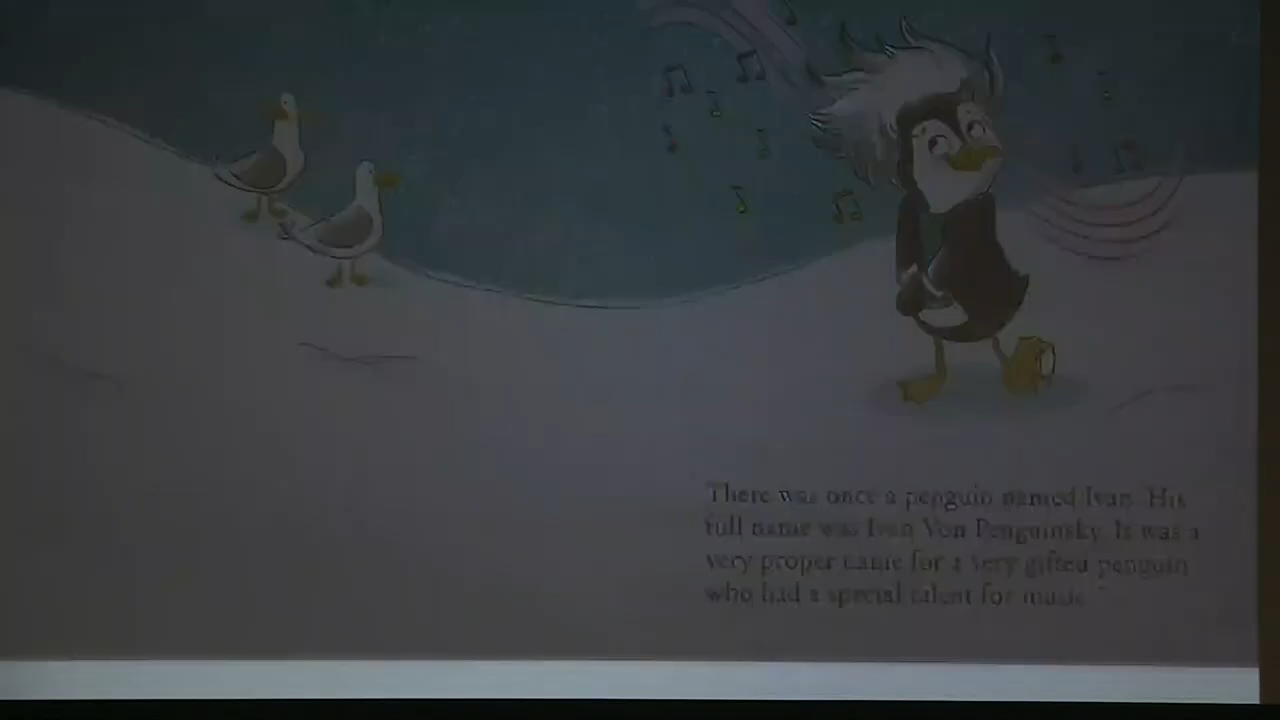 There was once a penguin named Ivan. His
full name was Ivan Von Penguinsky. It was a
very proper name for a very gifted penguin
who had a special talent for music.